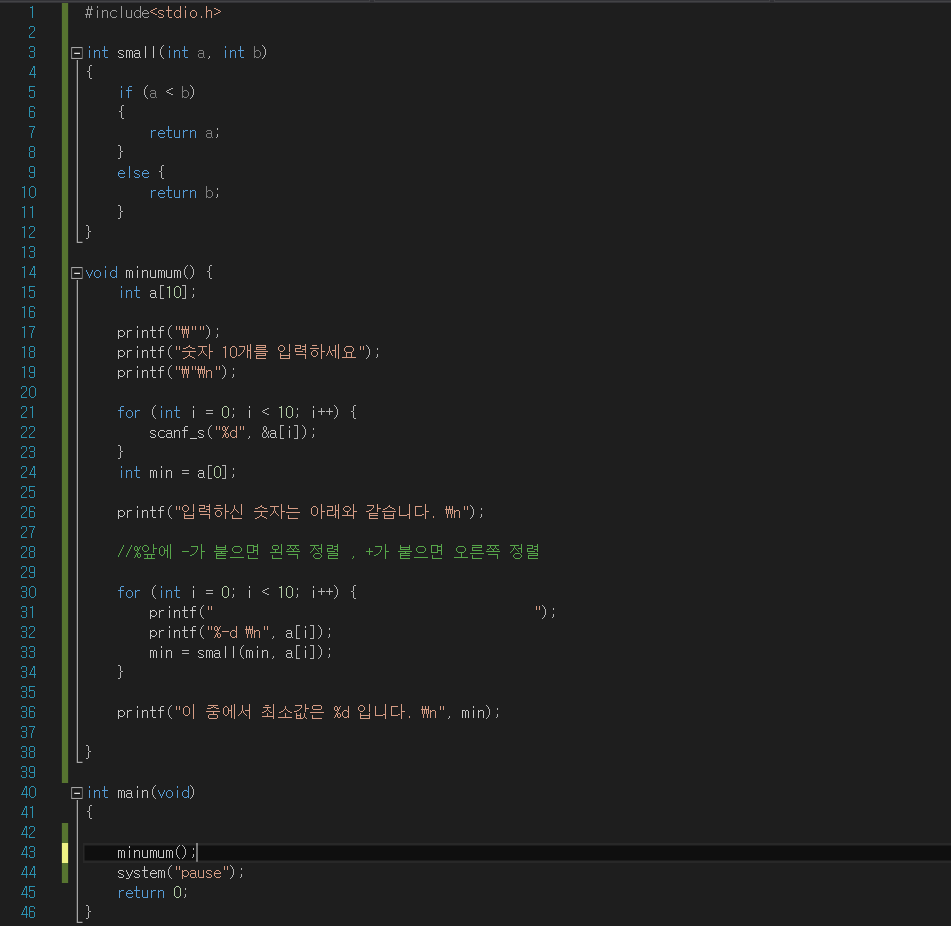 1 #include<stdio.h>
2
3 int small(int a, int b)
4 {
5 if (a < b)
6 {
7 return a;
8 }
9 else {
10 return b;
11 }
12 }
13
14 void minumum() {
15 int a[10];
16
17 printf("₩"");
18 printf("숫자 10개를 입력하세요");
19 printf("₩"₩n");
20
21 for (int i = 0; i < 10; i++) {
22 scanf_s("%d", &a[i]);
23 }
24 int min = a[0];
25
26 printf("입력하신 숫자는 아래와 같습니다. ₩n");
27
28 //%앞에 -가 붙으면 왼쪽 정렬 , +가 붙으면 오른쪽 정렬
29
30 for (int i = 0; i < 10; i++) {
31 printf("                                        ");
32 printf("%-d ₩n", a[i]);
33 min = small(min, a[i]);
34 }
35
36 printf("이 중에서 최소값은 %d 입니다. ₩n", min);
37
38 }
39
40 int main(void)
41 {
42
43 minumum();
44 system("pause");
45 return 0;
46 }